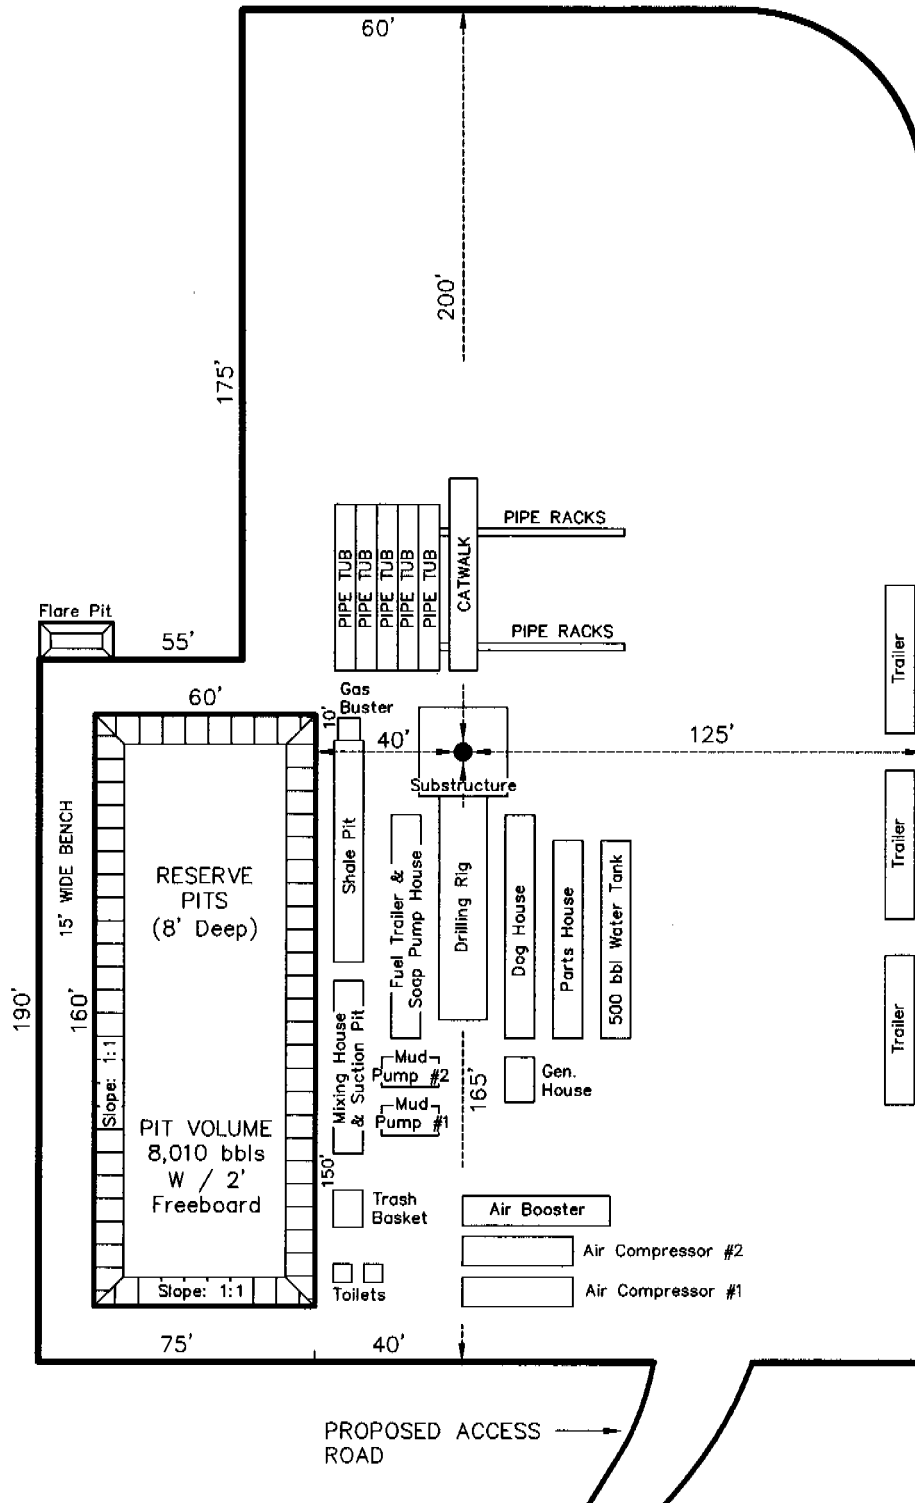 60'
200'
175'
PIPE RACKS
PIPE TUB
PIPE TUB
PIPE TUB
PIPE TUB
PIPE TUB
CATWALK
Flare Pit
PIPE RACKS
55'
Trailer
60'
Gas
Buster
10'
40'
125'
Substructure
15' WIDE BENCH
RESERVE
PITS
(8' Deep)
Shale Pit
Fuel Trailer &
Soap Pump House
Drilling Rig
Dog House
Parts House
500 bbl Water Tank
Trailer
190'
160'
Slope: 1:1
Mixing House
& Suction Pit
Mud
Pump #2
165'
Gen.
House
Trailer
Mud
Pump #1
PIT VOLUME
8,010 bbls
W / 2'
Freeboard
150'
Trash
Basket
Air Booster
Air Compressor #2
Slope: 1:1
Toilets
Air Compressor #1
75'
40'
PROPOSED ACCESS
ROAD